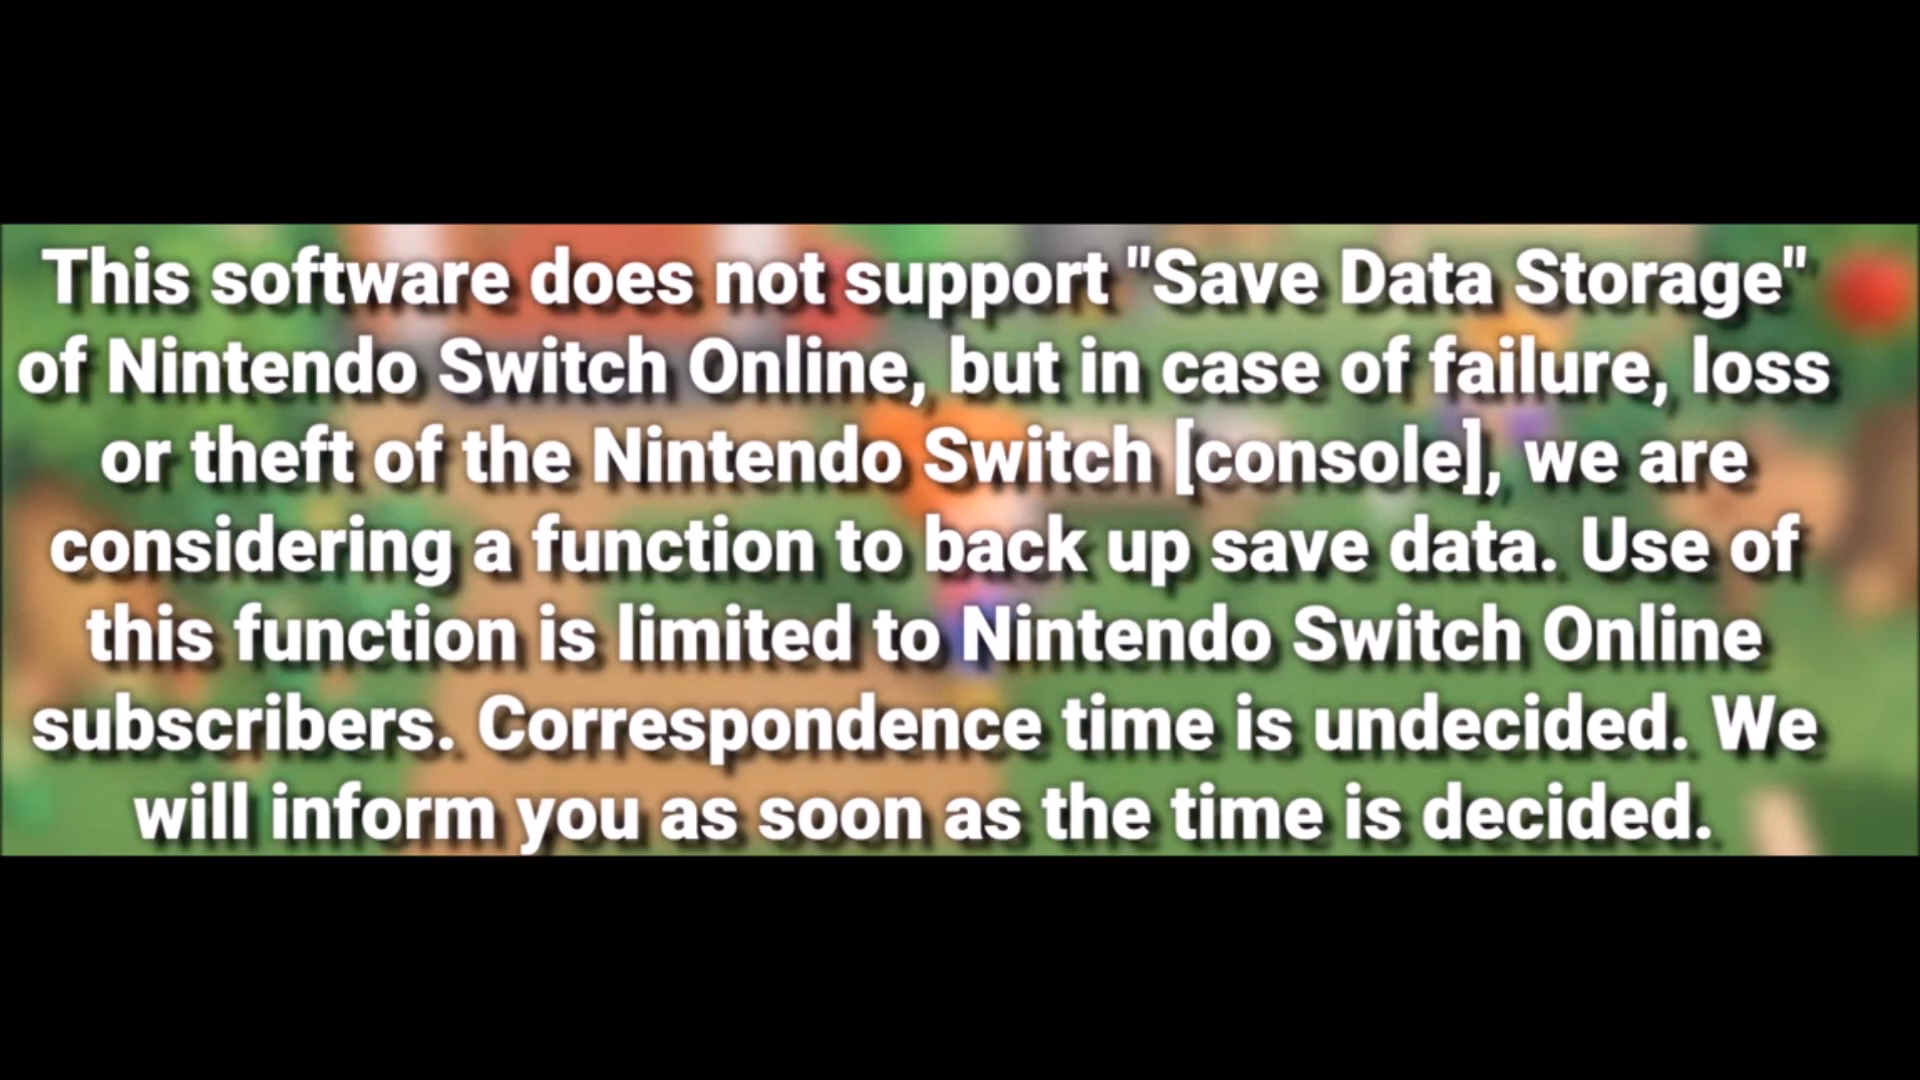 This software does not support "Save Data Storage"
of Nintendo Switch Online, but in case of failure, loss
or theft of the Nintendo Switch [console], we are
considering a function to back up save data. Use of
this function is limited to Nintendo Switch Online
subscribers. Correspondence time is undecided. We
will inform you as soon as the time is decided.